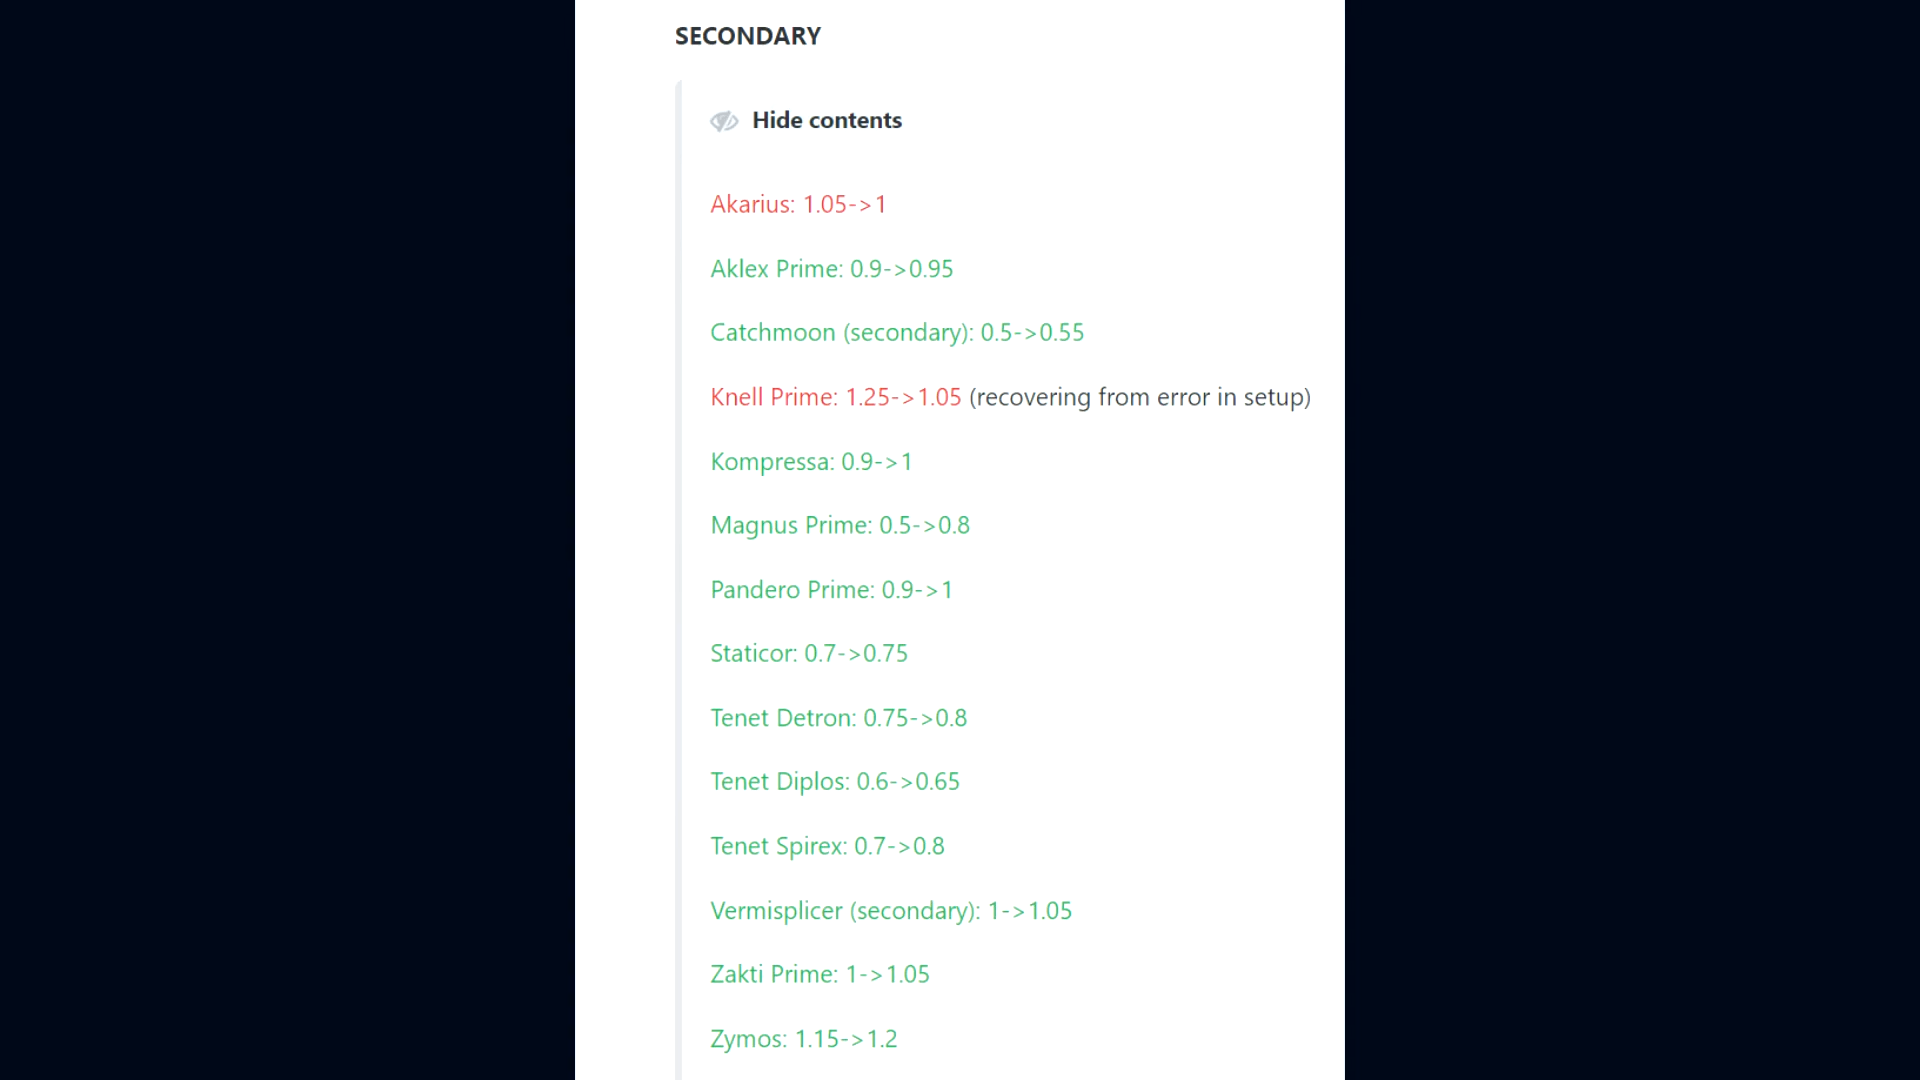 SECONDARY
Hide contents
Akarius: 1.05->1
Aklex Prime: 0.9->0.95
Catchmoon (secondary): 0.5->0.55
Knell Prime: 1.25->1.05 (recovering from error in setup)
Kompressa: 0.9->1
Magnus Prime: 0.5->0.8
Pandero Prime: 0.9->1
Staticor: 0.7->0.75
Tenet Detron: 0.75->0.8
Tenet Diplos: 0.6->0.65
Tenet Spirex: 0.7->0.8
Vermisplicer (secondary): 1->1.05
Zakti Prime: 1->1.05
Zymos: 1.15->1.2